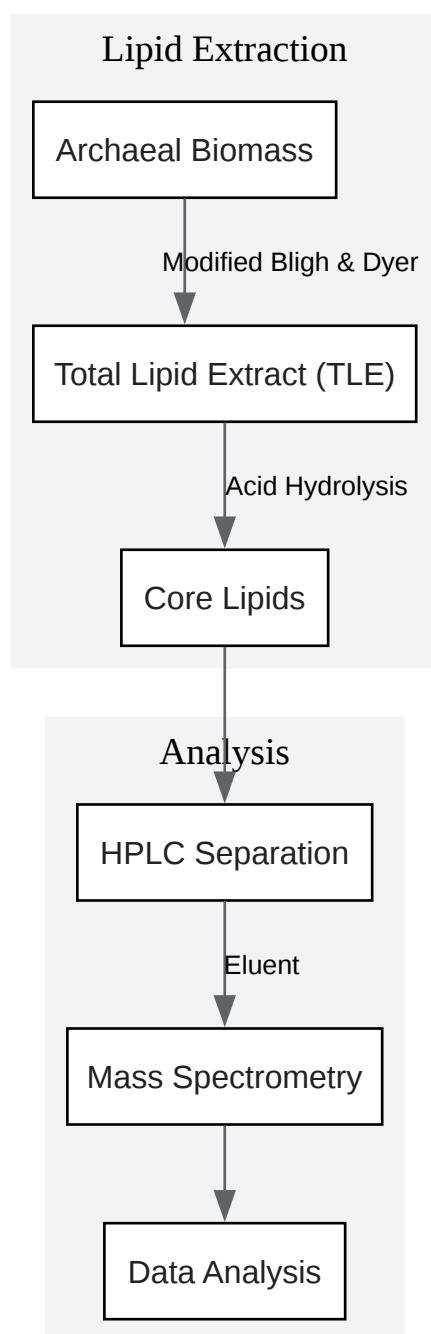 Lipid Extraction
Archaeal Biomass
Modified Bligh & Dyer
Total Lipid Extract (TLE)
Acid Hydrolysis
Core Lipids
Analysis
HPLC Separation
Eluent
Mass Spectrometry
Data Analysis